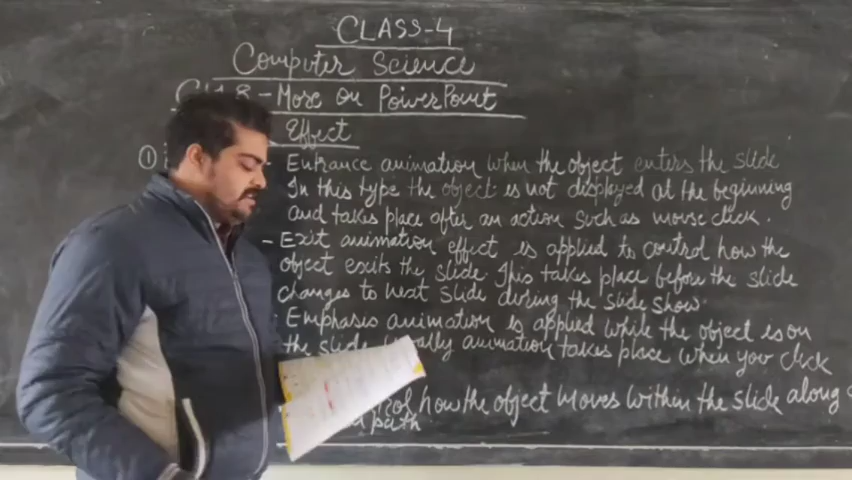 CLASS-4
Computer Science
CH.8 - More on PowerPoint
Effect
① - Entrance animation when the object enters the slide
In this type the object is not displayed at the beginning
and takes place after an action such as mouse click.
- Exit animation effect is applied to control how the
object exits the slide. This takes place before the slide
changes to next slide during the slide show.
- Emphases animation is applied while the object is on
the slide animation takes place when you click
how the object moves within the slide along
path